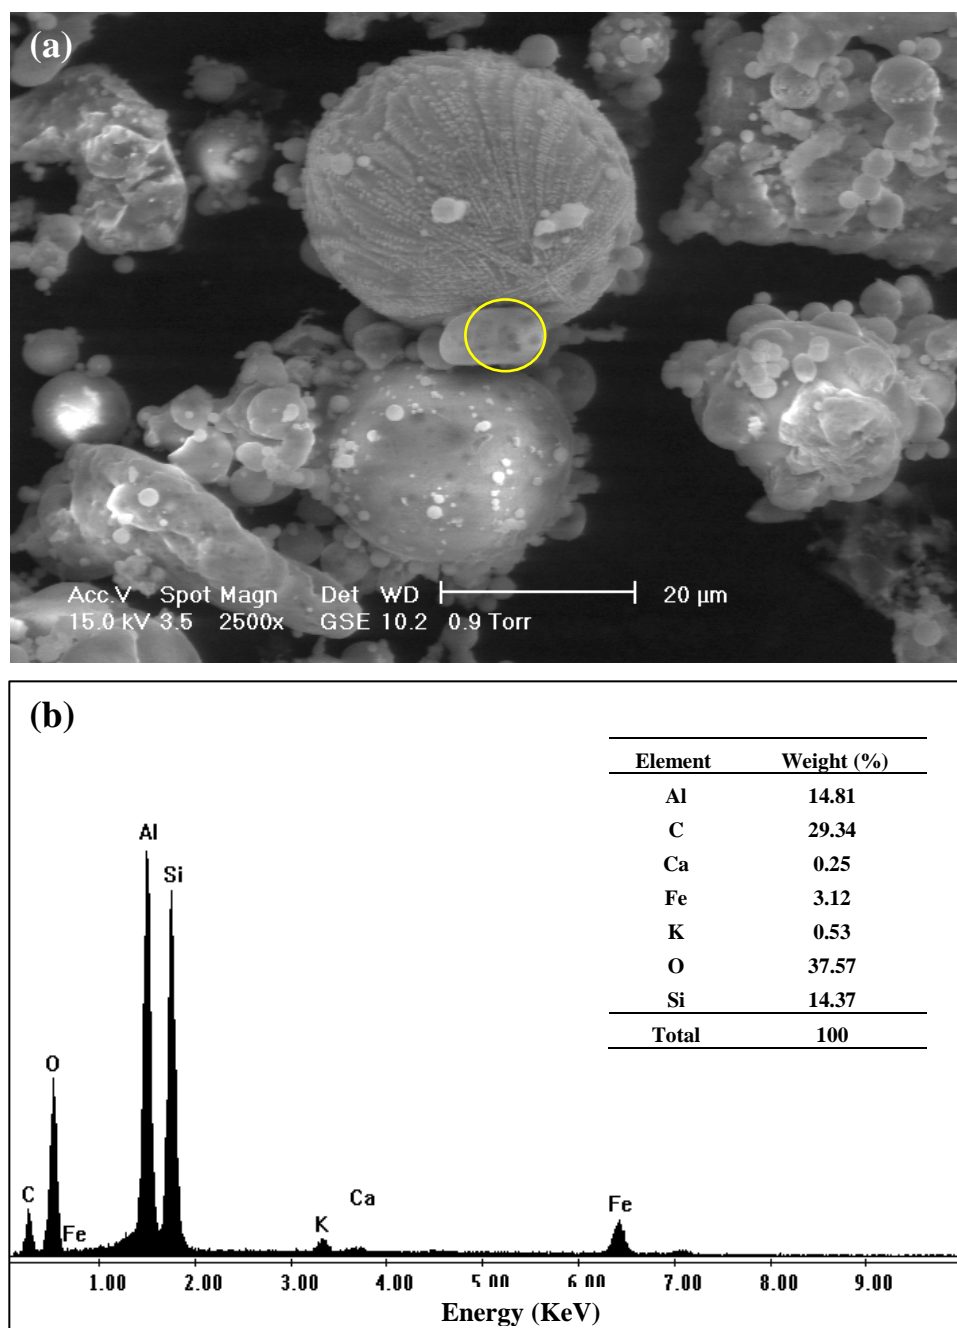 (a)
Acc.V Spot Magn Det WD 20 µm
15.0 kV 3.5 2500x GSE 10.2 0.9 Torr
(b)
Element Weight (%)
Al 14.81
C 29.34
Ca 0.25
Fe 3.12
K 0.53
O 37.57
Si 14.37
Total 100
Al
Si
O
C
Fe
K
Ca
Fe
1.00 2.00 3.00 4.00 5.00 6.00 7.00 8.00 9.00
Energy (KeV)